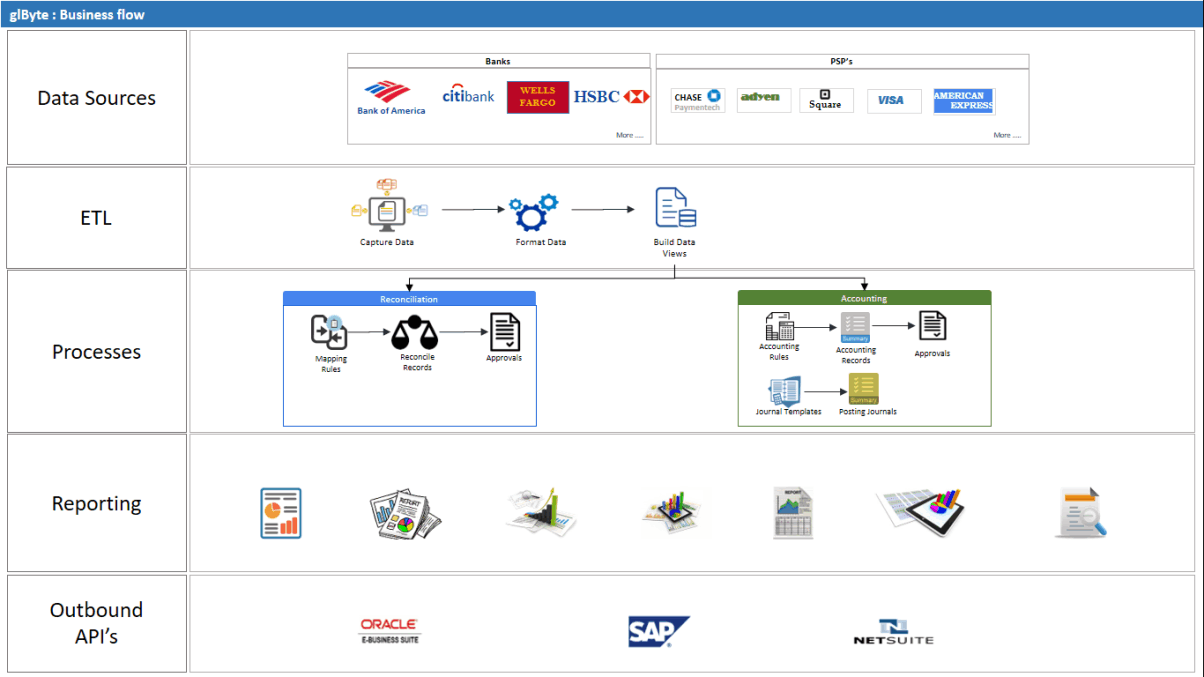 glByte : Business flow
Data Sources
Banks
Bank of America
citibank
WELLS
FARGO
HSBC
More ....
PSP's
CHASE
Paymentech
adyen
Square
VISA
AMERICAN
EXPRESS
More ....
ETL
Capture Data
Format Data
Build Data
Views
Processes
Reconciliation
Mapping
Rules
Reconcile
Records
Approvals
Accounting
Accounting
Rules
Summary
Accounting
Records
Approvals
Journal Templates
Summary
Posting Journals
Reporting
REPORT
REPORT
Outbound
API's
ORACLE
E-BUSINESS SUITE
SAP
NETSUITE